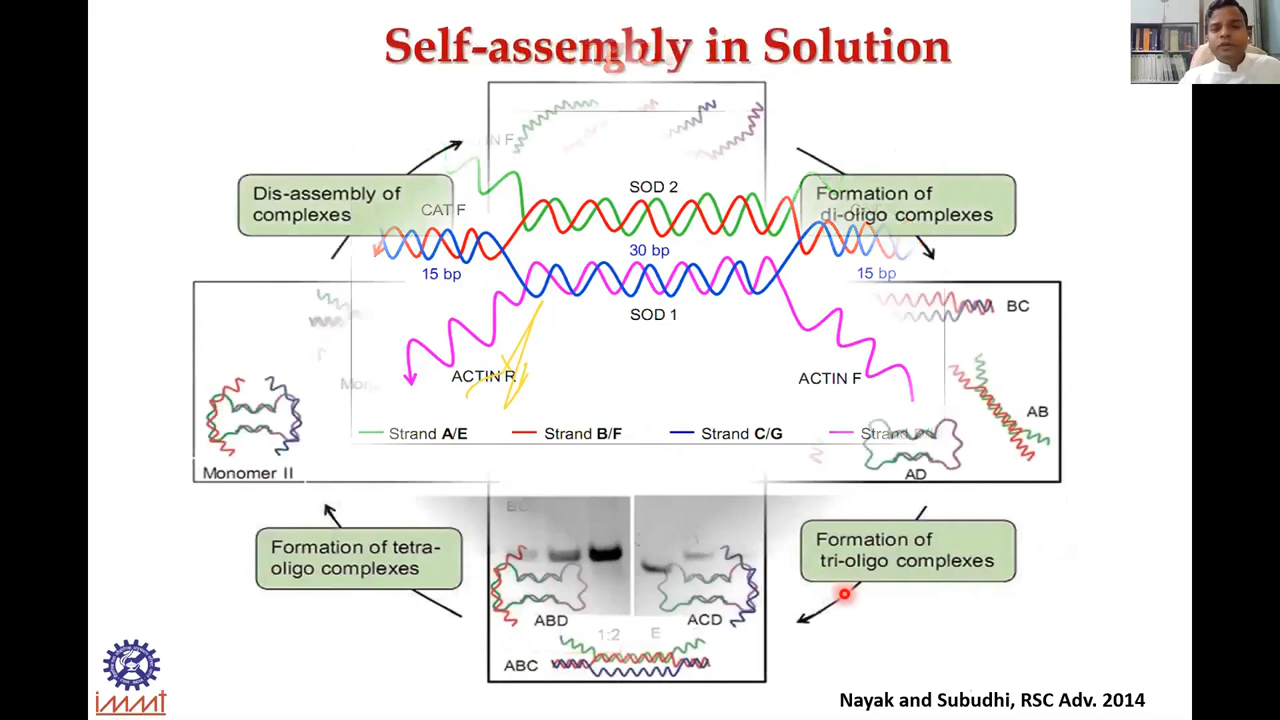 Self-assembly in Solution
N F
SOD 2
Dis-assembly of
complexes
Formation of
di-oligo complexes
CAT F
15 bp
30 bp
15 bp
SOD 1
BC
ACTIN R
ACTIN F
AB
Strand A/E
Strand B/F
Strand C/G
Monomer II
AD
BC
Formation of tetra-
oligo complexes
Formation of
tri-oligo complexes
ABD
ACD
1:2
E
ABC
immt
Nayak and Subudhi, RSC Adv. 2014